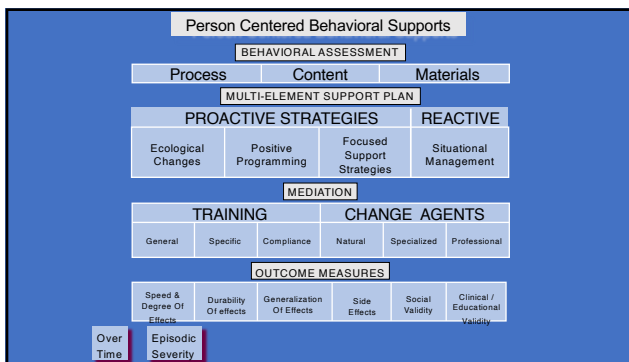 Person Centered Behavioral Supports
BEHAVIORAL ASSESSMENT
Process Content Materials
MULTI-ELEMENT SUPPORT PLAN
PROACTIVE STRATEGIES REACTIVE
Ecological
Changes
Positive
Programming
Focused
Support
Strategies
Situational
Management
MEDIATION
TRAINING CHANGE AGENTS
General Specific Compliance Natural Specialized Professional
OUTCOME MEASURES
Speed &
Degree Of
Effects
Durability
Of effects
Generalization
Of Effects
Side
Effects
Social
Validity
Clinical /
Educational
Validity
Over
Time
Episodic
Severity